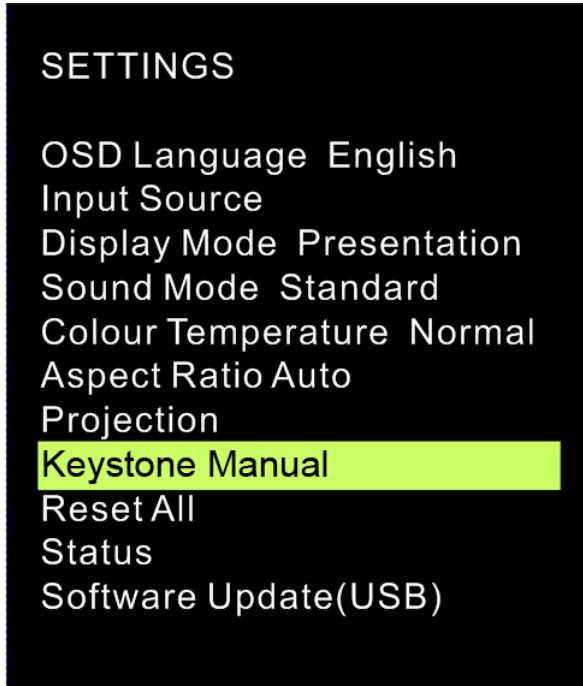 SETTINGS
OSD Language English
Input Source
Display Mode Presentation
Sound Mode Standard
Colour Temperature Normal
Aspect Ratio Auto
Projection
Keystone Manual
Reset All
Status
Software Update(USB)